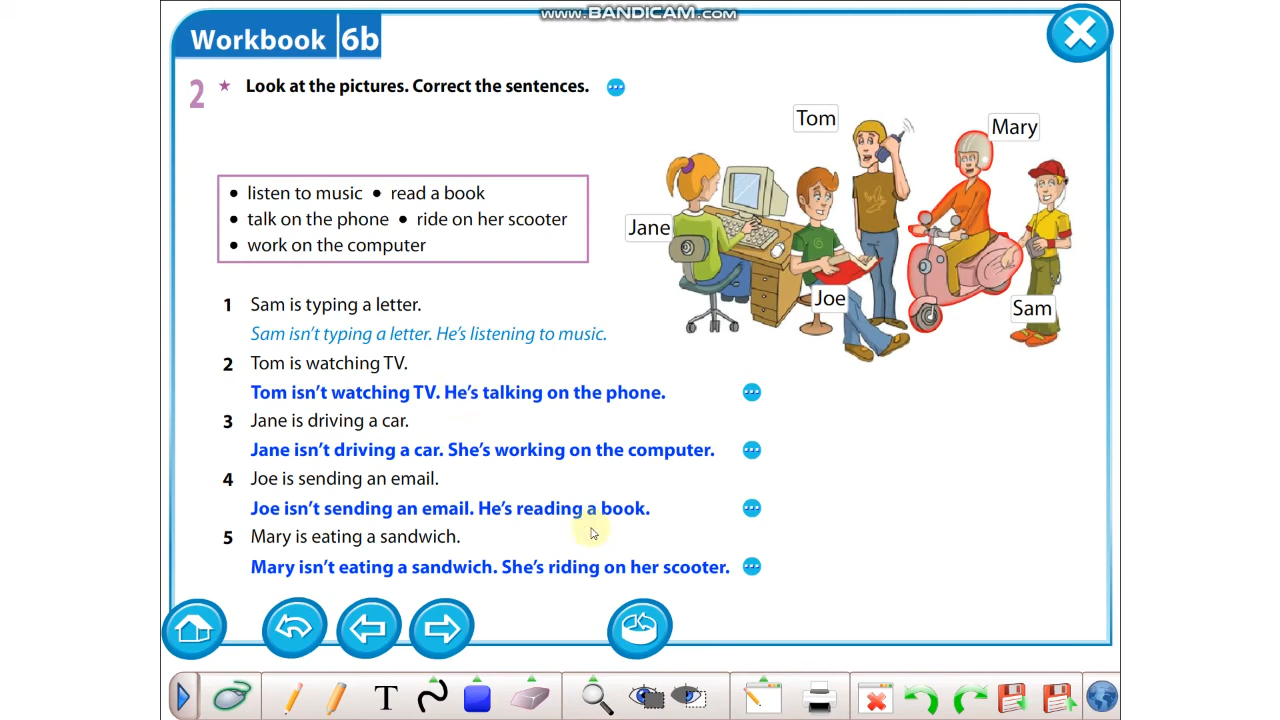 www.BANDICAM.com
Workbook 6b
2 ★ Look at the pictures. Correct the sentences.
Tom
Mary
• listen to music • read a book
• talk on the phone • ride on her scooter
• work on the computer
Jane
Joe
Sam
1 Sam is typing a letter.
Sam isn't typing a letter. He's listening to music.
2 Tom is watching TV.
Tom isn't watching TV. He's talking on the phone.
3 Jane is driving a car.
Jane isn't driving a car. She's working on the computer.
4 Joe is sending an email.
Joe isn't sending an email. He's reading a book.
5 Mary is eating a sandwich.
Mary isn't eating a sandwich. She's riding on her scooter.
T